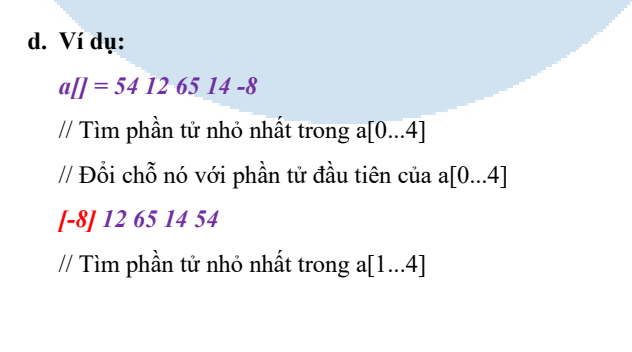 d. Ví dụ:
a[] = 54 12 65 14 -8
// Tìm phần tử nhỏ nhất trong a[0...4]
// Đổi chỗ nó với phần tử đầu tiên của a[0...4]
[-8] 12 65 14 54
// Tìm phần tử nhỏ nhất trong a[1...4]